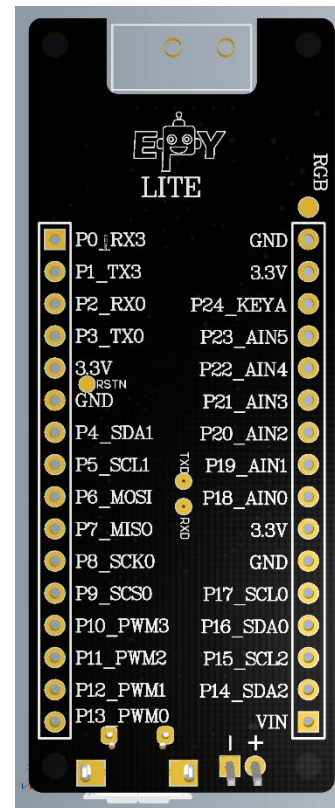 EPY
LITE
RGB
P0_RX3
P1_TX3
P2_RX0
P3_TX0
3.3V
RSTN
GND
P4_SDA1
P5_SCL1
P6_MOSI
P7_MISO
P8_SCK0
P9_SCS0
P10_PWM3
P11_PWM2
P12_PWM1
P13_PWM0
TXD
RXD
GND
3.3V
P24_KEYA
P23_AIN5
P22_AIN4
P21_AIN3
P20_AIN2
P19_AIN1
P18_AIN0
3.3V
GND
P17_SCL0
P16_SDA0
P15_SCL2
P14_SDA2
VIN
- +